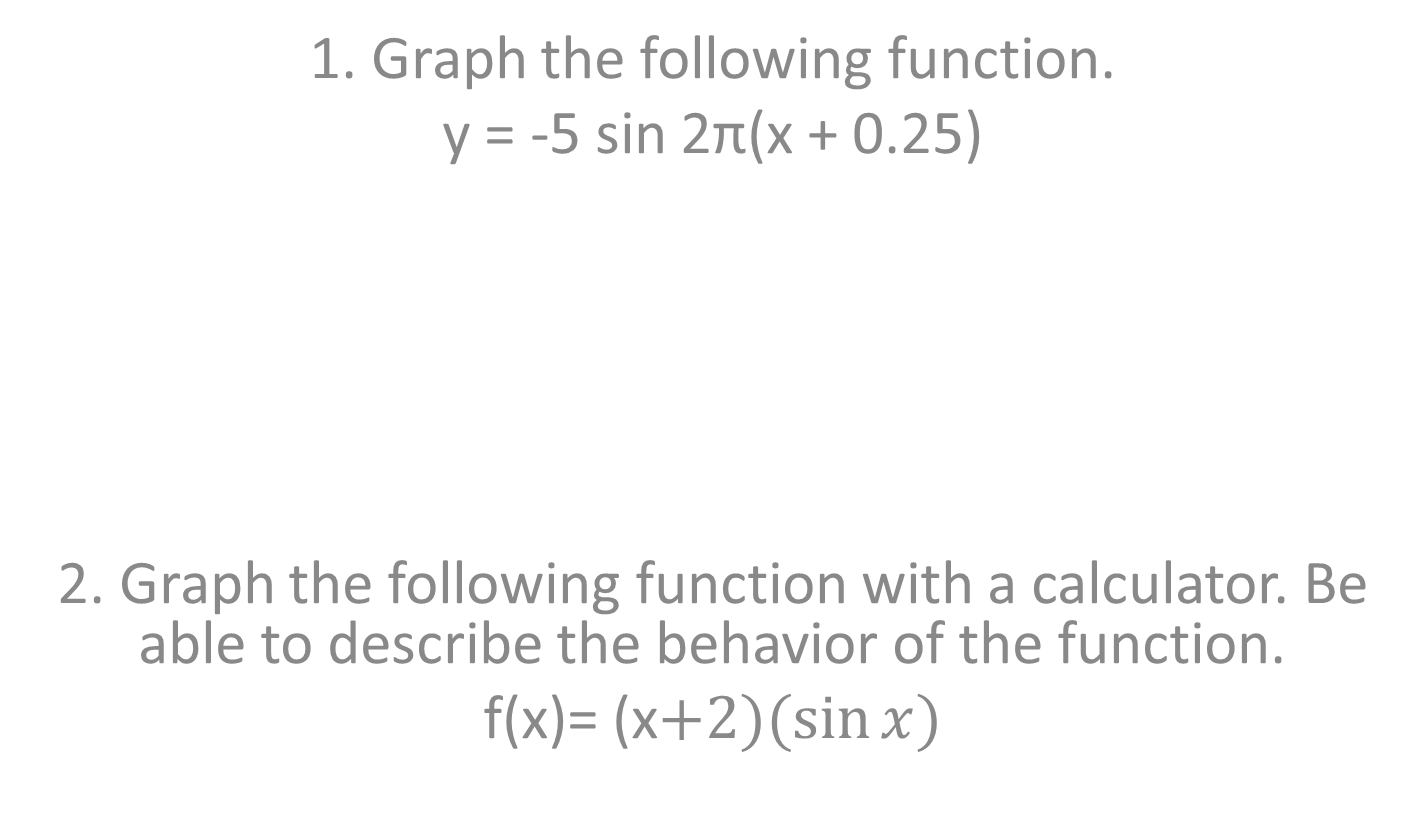 1. Graph the following function.
y = -5 sin 2π(x + 0.25)
2. Graph the following function with a calculator. Be
able to describe the behavior of the function.
f(x)= (x+2)(sin x)